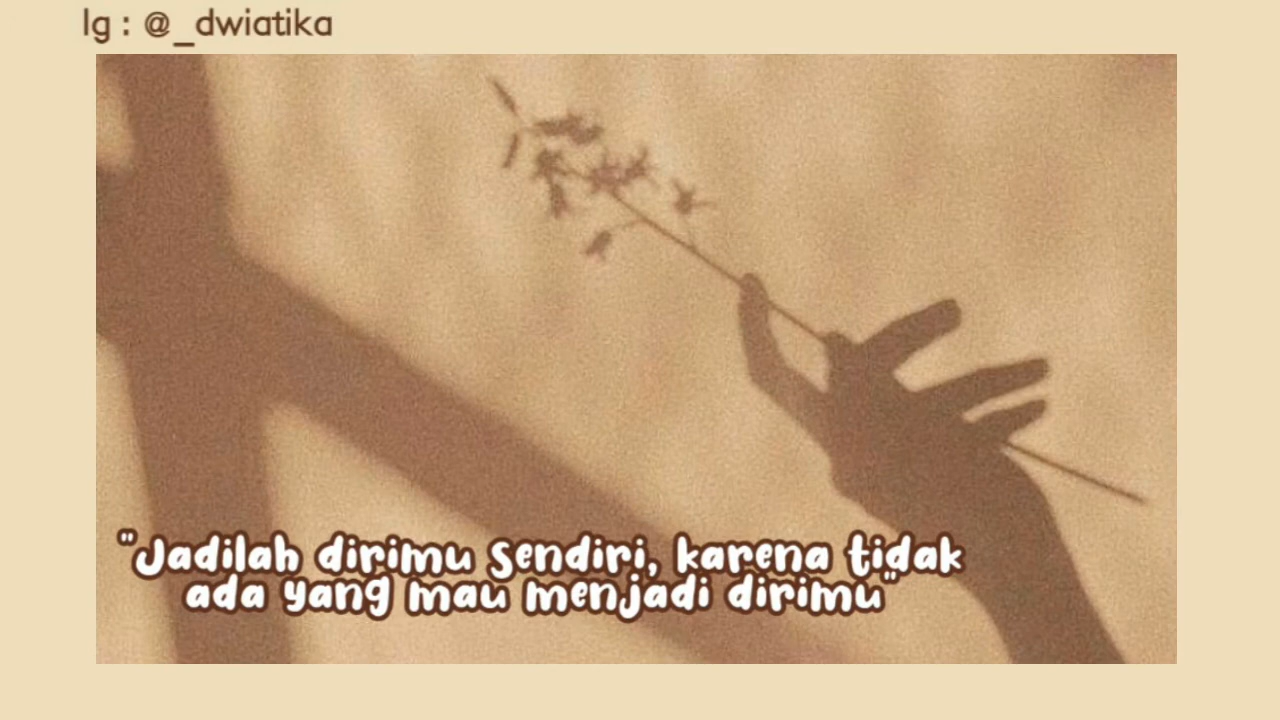 Ig : @_dwiatika
"Jadilah dirimu sendiri, karena tidak
ada yang mau menjadi dirimu"